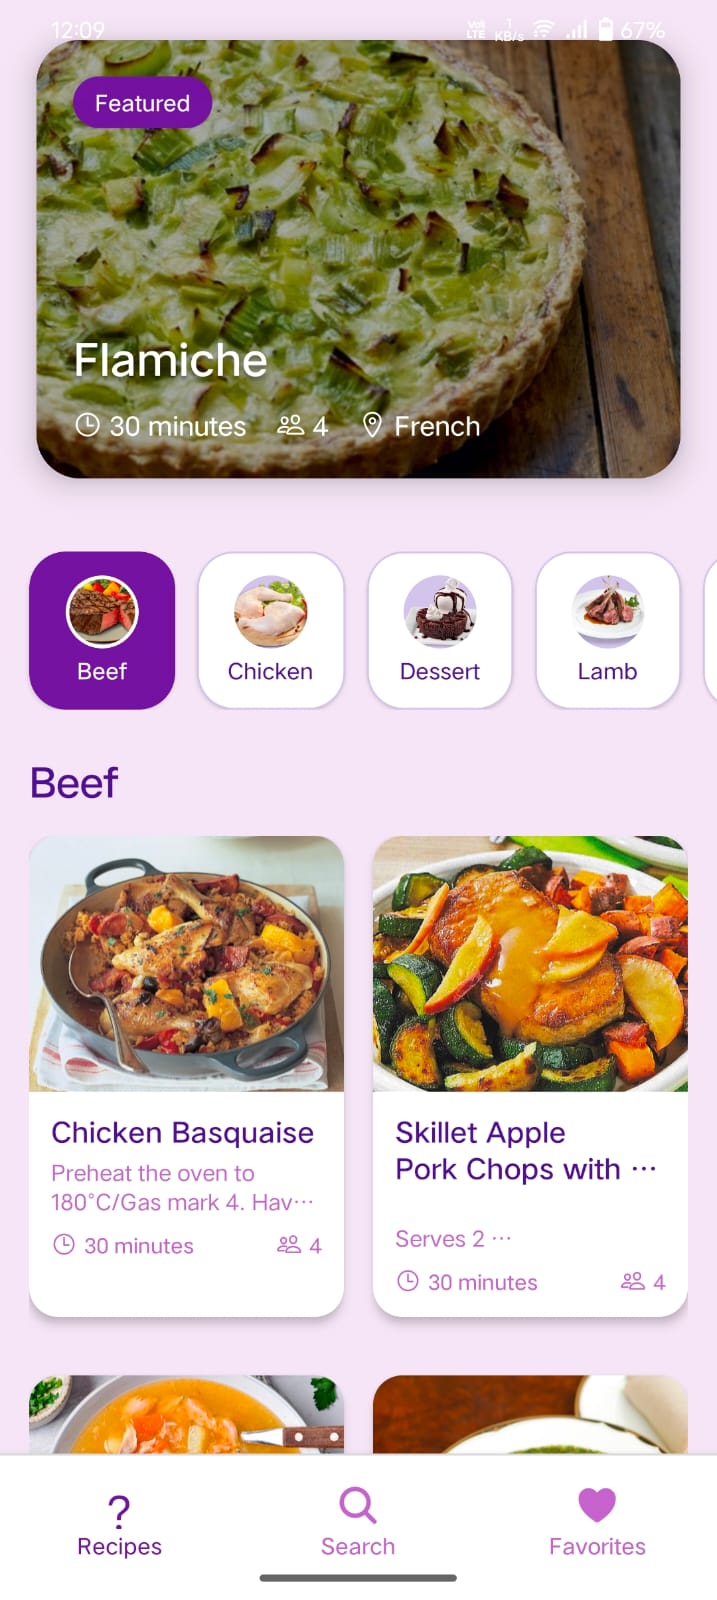 12:09
Vo)) LTE 1 KB/s 67%
Featured
Flamiche
30 minutes 4 French
Beef Chicken Dessert Lamb
Beef
Chicken Basquaise
Preheat the oven to
180°C/Gas mark 4. Hav···
30 minutes 4
Skillet Apple
Pork Chops with ···
Serves 2 ···
30 minutes 4
?
Recipes Search Favorites